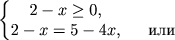 2 − x ≥ 0,
2 − x = 5 − 4x, или